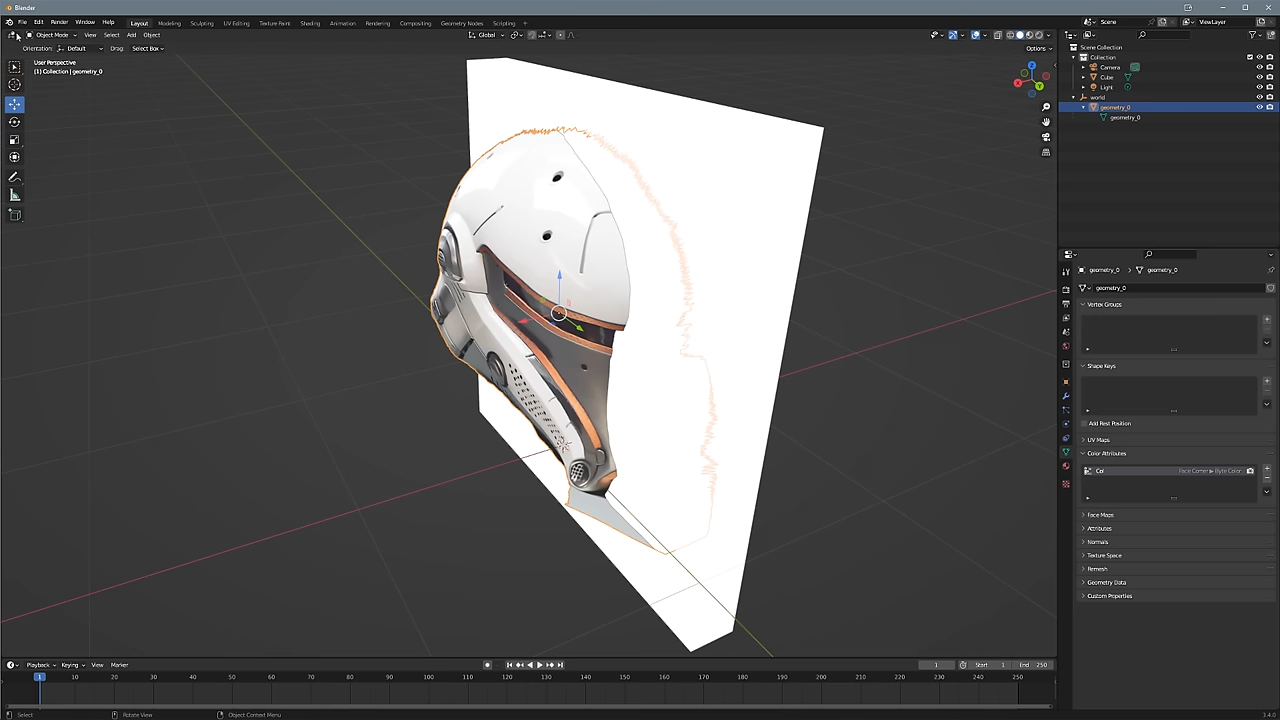 Blender
File Edit Render Window Help Layout Modeling Sculpting UV Editing Texture Paint Shading Animation Rendering Compositing Geometry Nodes Scripting + Scene ViewLayer
Object Mode View Select Add Object Global
Orientation: Default Drag: Select Box Options
User Perspective
(1) Collection | geometry_0
Scene Collection
Collection
Camera
Cube
Light
world
geometry_0
geometry_0
geometry_0 geometry_0
geometry_0
Vertex Groups
Shape Keys
Add Rest Position
UV Maps
Color Attributes
Col Face Corner ▸ Byte Color
Face Maps
Attributes
Normals
Texture Space
Remesh
Geometry Data
Custom Properties
Playback Keying View Marker 1 Start 1 End 250
1 10 20 30 40 50 60 70 80 90 100 110 120 130 140 150 160 170 180 190 200 210 220 230 240 250
Select Rotate View Object Context Menu 3.4.0